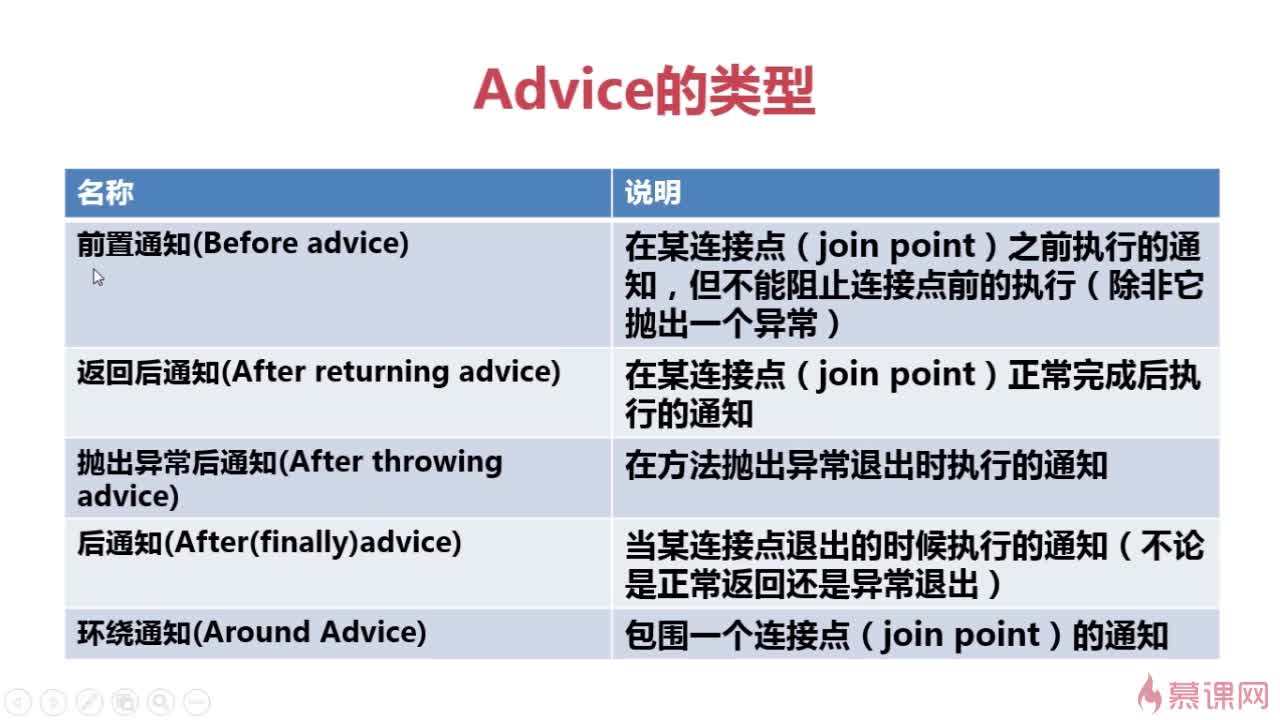 Advice的类型
名称
说明
前置通知(Before advice)
在某连接点（join point）之前执行的通
知，但不能阻止连接点前的执行（除非它
抛出一个异常）
返回后通知(After returning advice)
在某连接点（join point）正常完成后执
行的通知
抛出异常后通知(After throwing
advice)
在方法抛出异常退出时执行的通知
后通知(After(finally)advice)
当某连接点退出的时候执行的通知（不论
是正常返回还是异常退出）
环绕通知(Around Advice)
包围一个连接点（join point）的通知
慕课网